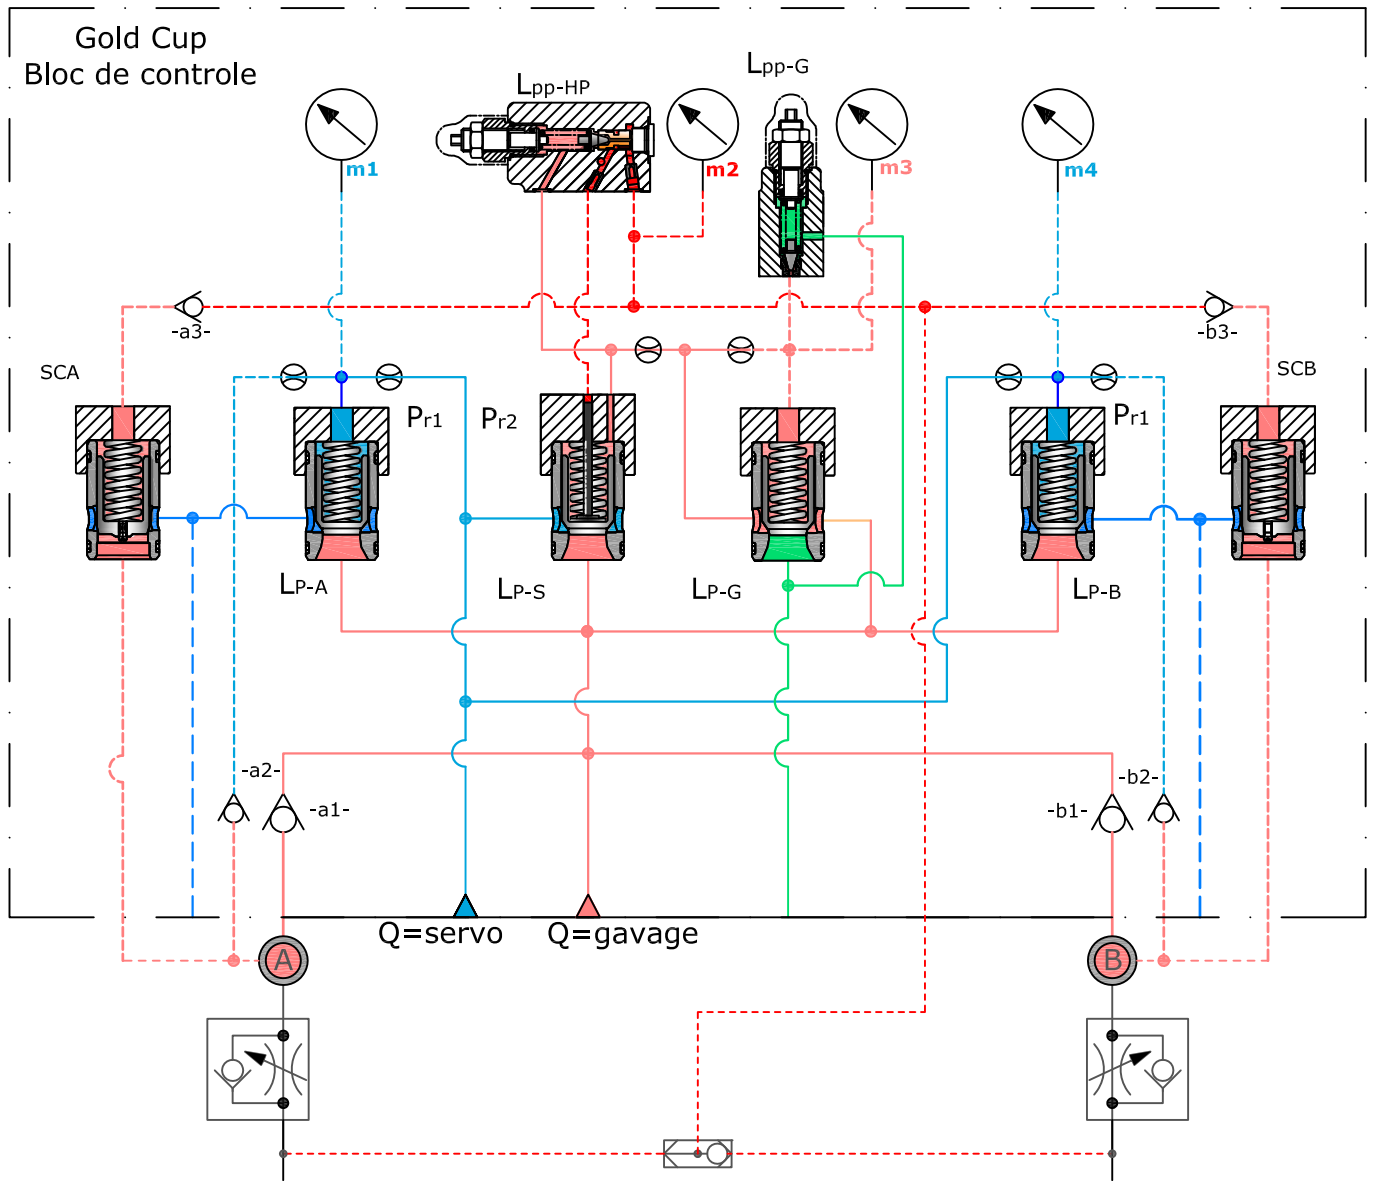 Gold Cup
Bloc de controle
Lpp-HP
Lpp-G
m1
m2
m3
m4
-a3-
-b3-
SCA
SCB
Pr1
Pr2
Pr1
LP-A
LP-S
LP-G
LP-B
-a2-
-a1-
-b2-
-b1-
Q=servo
Q=gavage
A
B